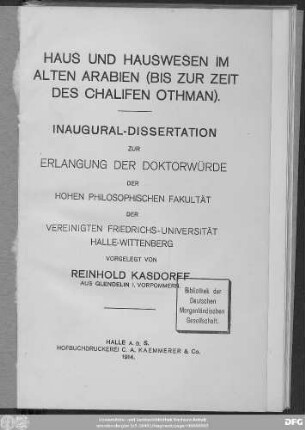 HAUS UND HAUSWESEN IM
ALTEN ARABIEN (BIS ZUR ZEIT
DES CHALIFEN OTHMAN).
INAUGURAL-DISSERTATION
ZUR
ERLANGUNG DER DOKTORWÜRDE
DER
HOHEN PHILOSOPHISCHEN FAKULTÄT
DER
VEREINIGTEN FRIEDRICHS-UNIVERSITÄT
HALLE-WITTENBERG
VORGELEGT VON
REINHOLD KASDORFF
AUS GLENDELIN I. VORPOMMERN.
Bibliothek der
Deutschen
Morgenländischen
Gesellschaft.
HALLE A. D. S.
HOFBUCHDRUCKEREI C. A. KAEMMERER & Co.
1914.
DFG